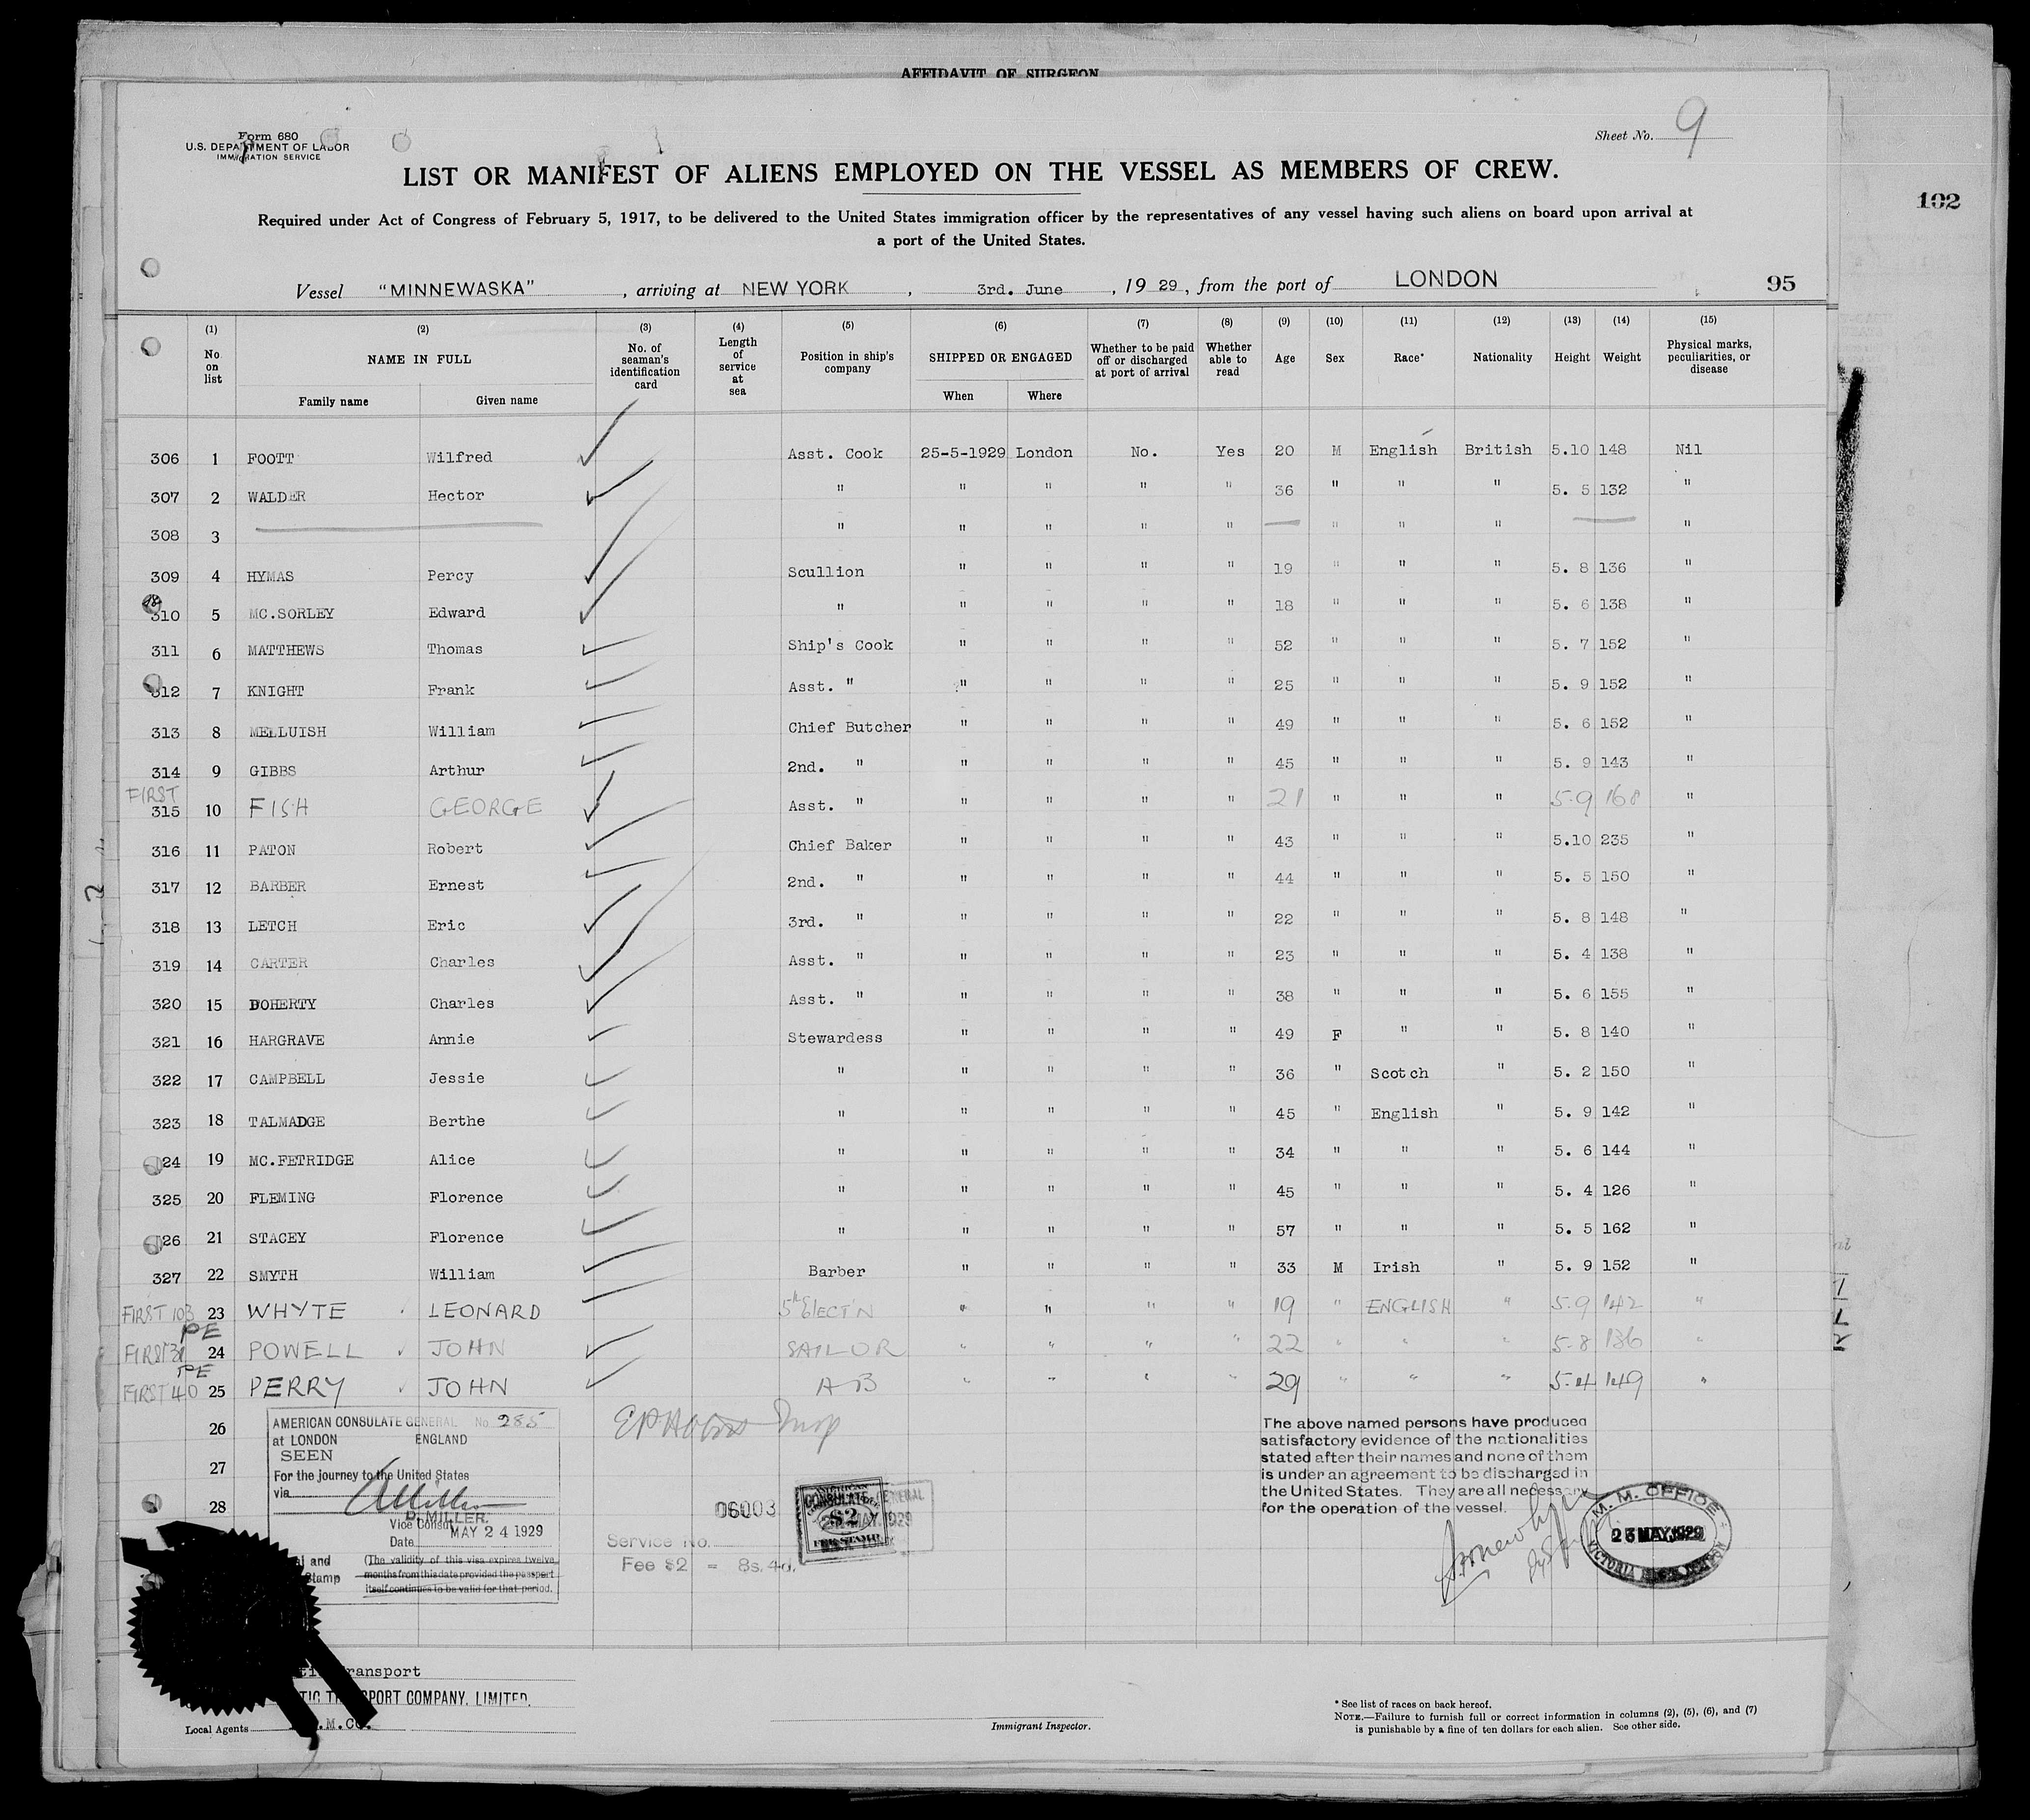 AFFIDAVIT OF SURGEON
Form 680
U.S. DEPARTMENT OF LABOR
IMMIGRATION SERVICE
Sheet No. 9
LIST OR MANIFEST OF ALIENS EMPLOYED ON THE VESSEL AS MEMBERS OF CREW.
102
Required under Act of Congress of February 5, 1917, to be delivered to the United States immigration officer by the representatives of any vessel having such aliens on board upon arrival at
a port of the United States.
Vessel "MINNEWASKA", arriving at NEW YORK, 3rd. June, 1929, from the port of LONDON 95
(1) (2) (3) (4) (5) (6) (7) (8) (9) (10) (11) (12) (13) (14) (15)
No on list NAME IN FULL No. of seaman's identification card Length of service at sea Position in ship's company SHIPPED OR ENGAGED Whether to be paid off or discharged at port of arrival Whether able to read Age Sex Race* Nationality Height Weight Physical marks, peculiarities, or disease
Family name Given name When Where
306 1 FOOTT Wilfred Asst. Cook 25-5-1929 London No. Yes 20 M English British 5.10 148 Nil
307 2 WALDER Hector " " " " " 36 " " " 5. 5 132 "
308 3 " " " " " — " " " — "
309 4 HYMAS Percy Scullion " " " " 19 " " " 5. 8 136 "
310 5 MC.SORLEY Edward " " " " " 18 " " " 5. 6 138 "
311 6 MATTHEWS Thomas Ship's Cook " " " " 52 " " " 5. 7 152 "
312 7 KNIGHT Frank Asst. " " " " " 25 " " " 5. 9 152 "
313 8 MELLUISH William Chief Butcher " " " " 49 " " " 5. 6 152 "
314 9 GIBBS Arthur 2nd. " " " " " 45 " " " 5. 9 143 "
FIRST
315 10 FISH GEORGE Asst. " " " " " 21 " " " 5.9 168 "
316 11 PATON Robert Chief Baker " " " " 43 " " " 5.10 235 "
317 12 BARBER Ernest 2nd. " " " " " 44 " " " 5. 5 150 "
318 13 LETCH Eric 3rd. " " " " " 22 " " " 5. 8 148 "
319 14 CARTER Charles Asst. " " " " " 23 " " " 5. 4 138 "
320 15 DOHERTY Charles Asst. " " " " " 38 " " " 5. 6 155 "
321 16 HARGRAVE Annie Stewardess " " " " 49 F " " 5. 8 140 "
322 17 CAMPBELL Jessie " " " " " 36 " Scotch " 5. 2 150 "
323 18 TALMADGE Berthe " " " " " 45 " English " 5. 9 142 "
24 19 MC.FETRIDGE Alice " " " " " 34 " " " 5. 6 144 "
325 20 FLEMING Florence " " " " " 45 " " " 5. 4 126 "
26 21 STACEY Florence " " " " " 57 " " " 5. 5 162 "
327 22 SMYTH William Barber " " " " 33 M Irish " 5. 9 152 "
FIRST 103 23 WHYTE LEONARD 5th ELECT'N " " " " 19 " ENGLISH " 5.9 142 "
PE
FIRST 31 24 POWELL JOHN SAILOR " " " " 22 " " " 5-8 136 "
PE
FIRST 40 25 PERRY JOHN AB " " " " 29 " " " 5-4 149 "
26
27
28
AMERICAN CONSULATE GENERAL No. 285
at LONDON ENGLAND
SEEN
For the journey to the United States
via
D. MILLER.
Vice Consul
Date MAY 24 1929
(The validity of this visa expires twelve
months from this date provided the passport
itself continues to be valid for that period.
and
stamp
06003
Service No.
Fee $2 = 8s.4d.
CONSULATE GENERAL
$2
The above named persons have produced
satisfactory evidence of the nationalities
stated after their names and none of them
is under an agreement to be discharged in
the United States. They are all necessary
for the operation of the vessel.
M. M. OFFICE
23 MAY 1929
VICTORIA
ransport
TIC TRANSPORT COMPANY, LIMITED.
Local Agents .M.CO.
Immigrant Inspector.
* See list of races on back hereof.
NOTE.—Failure to furnish full or correct information in columns (2), (5), (6), and (7)
is punishable by a fine of ten dollars for each alien. See other side.